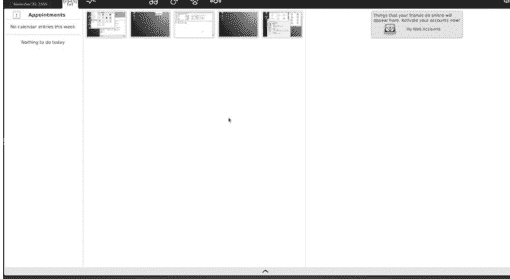 Appointments
No calendar entries this week
Nothing to do today
Things that your friends do online will
appear here. Activate your accounts now!
My Web Accounts